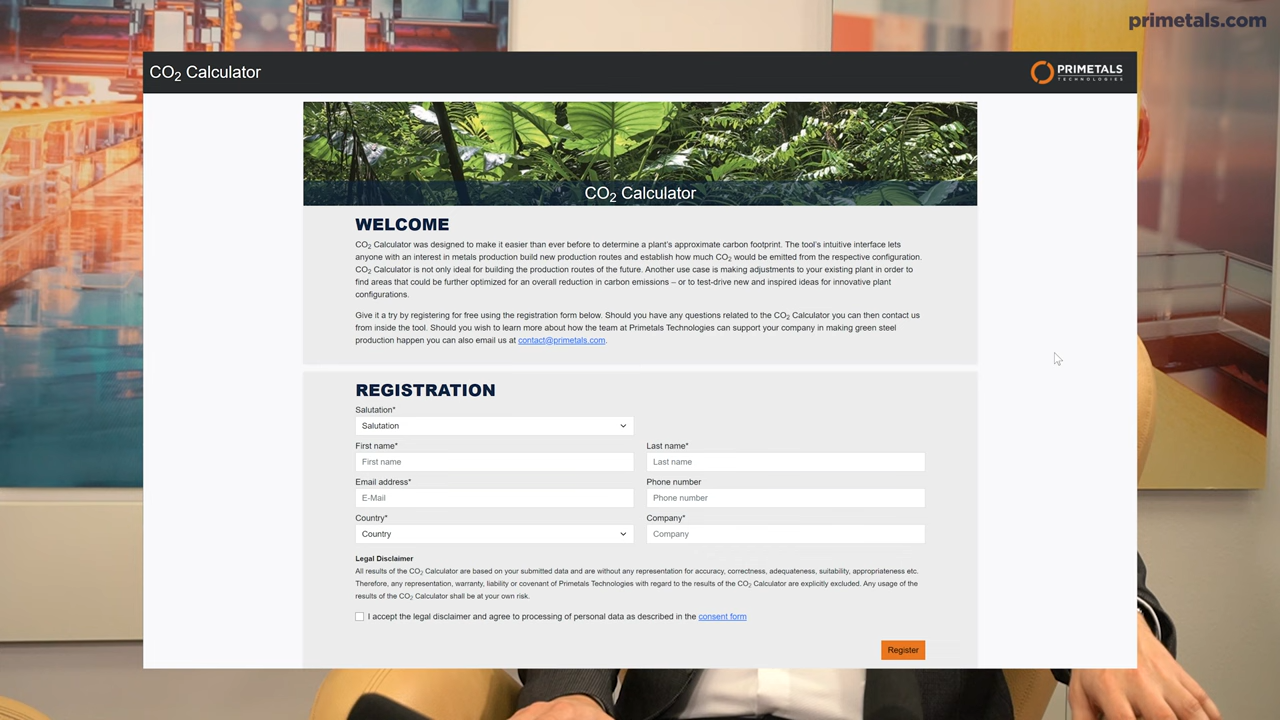 primetals.com
CO2 Calculator
PRIMETALS
TECHNOLOGIES
CO2 Calculator
WELCOME
CO2 Calculator was designed to make it easier than ever before to determine a plant's approximate carbon footprint. The tool's intuitive interface lets
anyone with an interest in metals production build new production routes and establish how much CO2 would be emitted from the respective configuration.
CO2 Calculator is not only ideal for building the production routes of the future. Another use case is making adjustments to your existing plant in order to
find areas that could be further optimized for an overall reduction in carbon emissions – or to test-drive new and inspired ideas for innovative plant
configurations.
Give it a try by registering for free using the registration form below. Should you have any questions related to the CO2 Calculator you can then contact us
from inside the tool. Should you wish to learn more about how the team at Primetals Technologies can support your company in making green steel
production happen you can also email us at contact@primetals.com.
REGISTRATION
Salutation*
Salutation
First name* Last name*
First name Last name
Email address* Phone number
E-Mail Phone number
Country* Company*
Country Company
Legal Disclaimer
All results of the CO2 Calculator are based on your submitted data and are without any representation for accuracy, correctness, adequateness, suitability, appropriateness etc.
Therefore, any representation, warranty, liability or covenant of Primetals Technologies with regard to the results of the CO2 Calculator are explicitly excluded. Any usage of the
results of the CO2 Calculator shall be at your own risk.
I accept the legal disclaimer and agree to processing of personal data as described in the consent form
Register